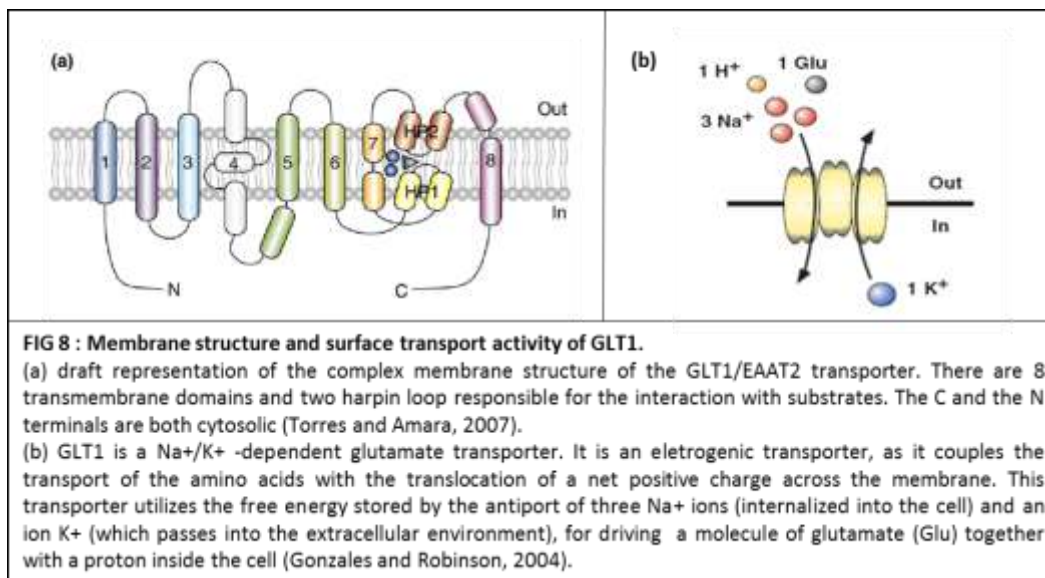 (a)
Out
HP2
7
1
2
3
4
5
6
8
HP1
In
N
C
(b)
1 H+
1 Glu
3 Na+
Out
In
1 K+
FIG 8 : Membrane structure and surface transport activity of GLT1.
(a) draft representation of the complex membrane structure of the GLT1/EAAT2 transporter. There are 8
transmembrane domains and two harpin loop responsible for the interaction with substrates. The C and the N
terminals are both cytosolic (Torres and Amara, 2007).
(b) GLT1 is a Na+/K+ -dependent glutamate transporter. It is an eletrogenic transporter, as it couples the
transport of the amino acids with the translocation of a net positive charge across the membrane. This
transporter utilizes the free energy stored by the antiport of three Na+ ions (internalized into the cell) and an
ion K+ (which passes into the extracellular environment), for driving a molecule of glutamate (Glu) together
with a proton inside the cell (Gonzales and Robinson, 2004).